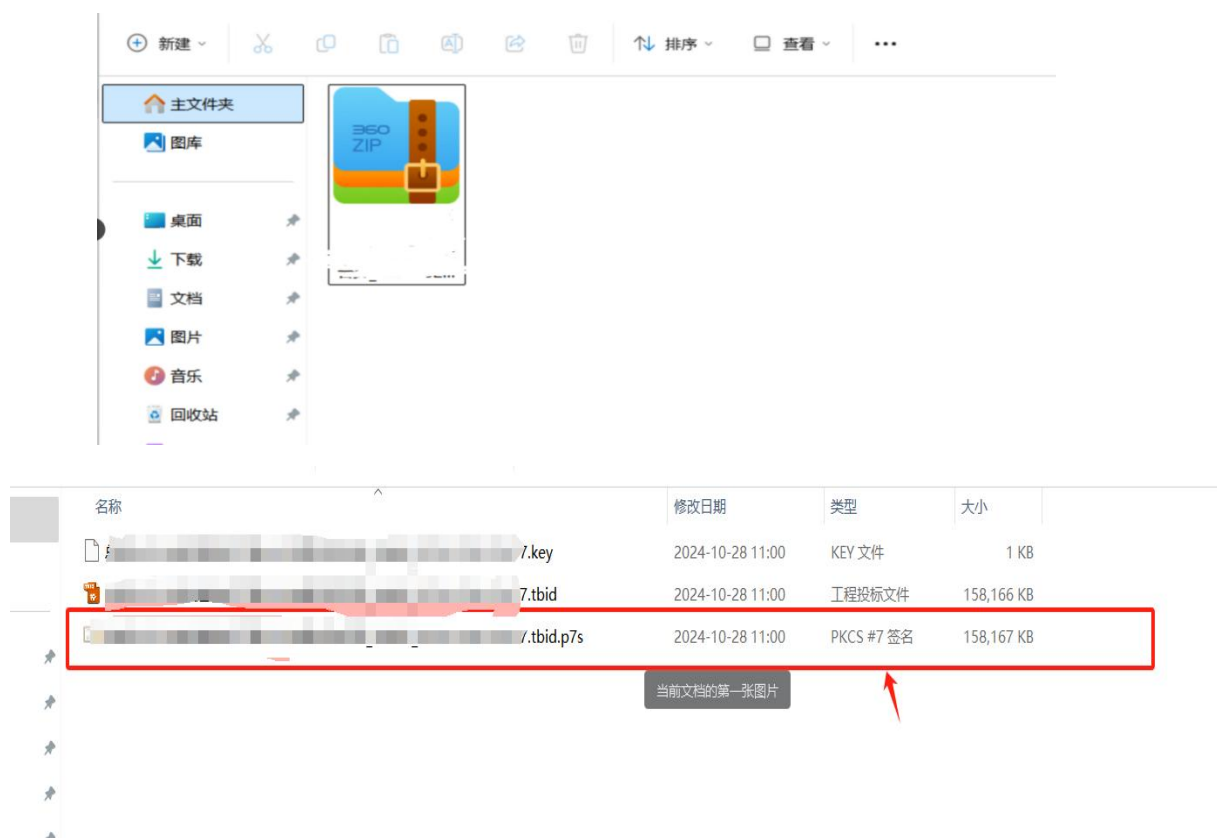 新建 排序 查看 •••
主文件夹
360
ZIP
图库
桌面
下载
文档
图片
音乐
回收站
名称 修改日期 类型 大小
7.key 2024-10-28 11:00 KEY 文件 1 KB
7.tbid 2024-10-28 11:00 工程投标文件 158,166 KB
7.tbid.p7s 2024-10-28 11:00 PKCS #7 签名 158,167 KB
当前文档的第一张图片